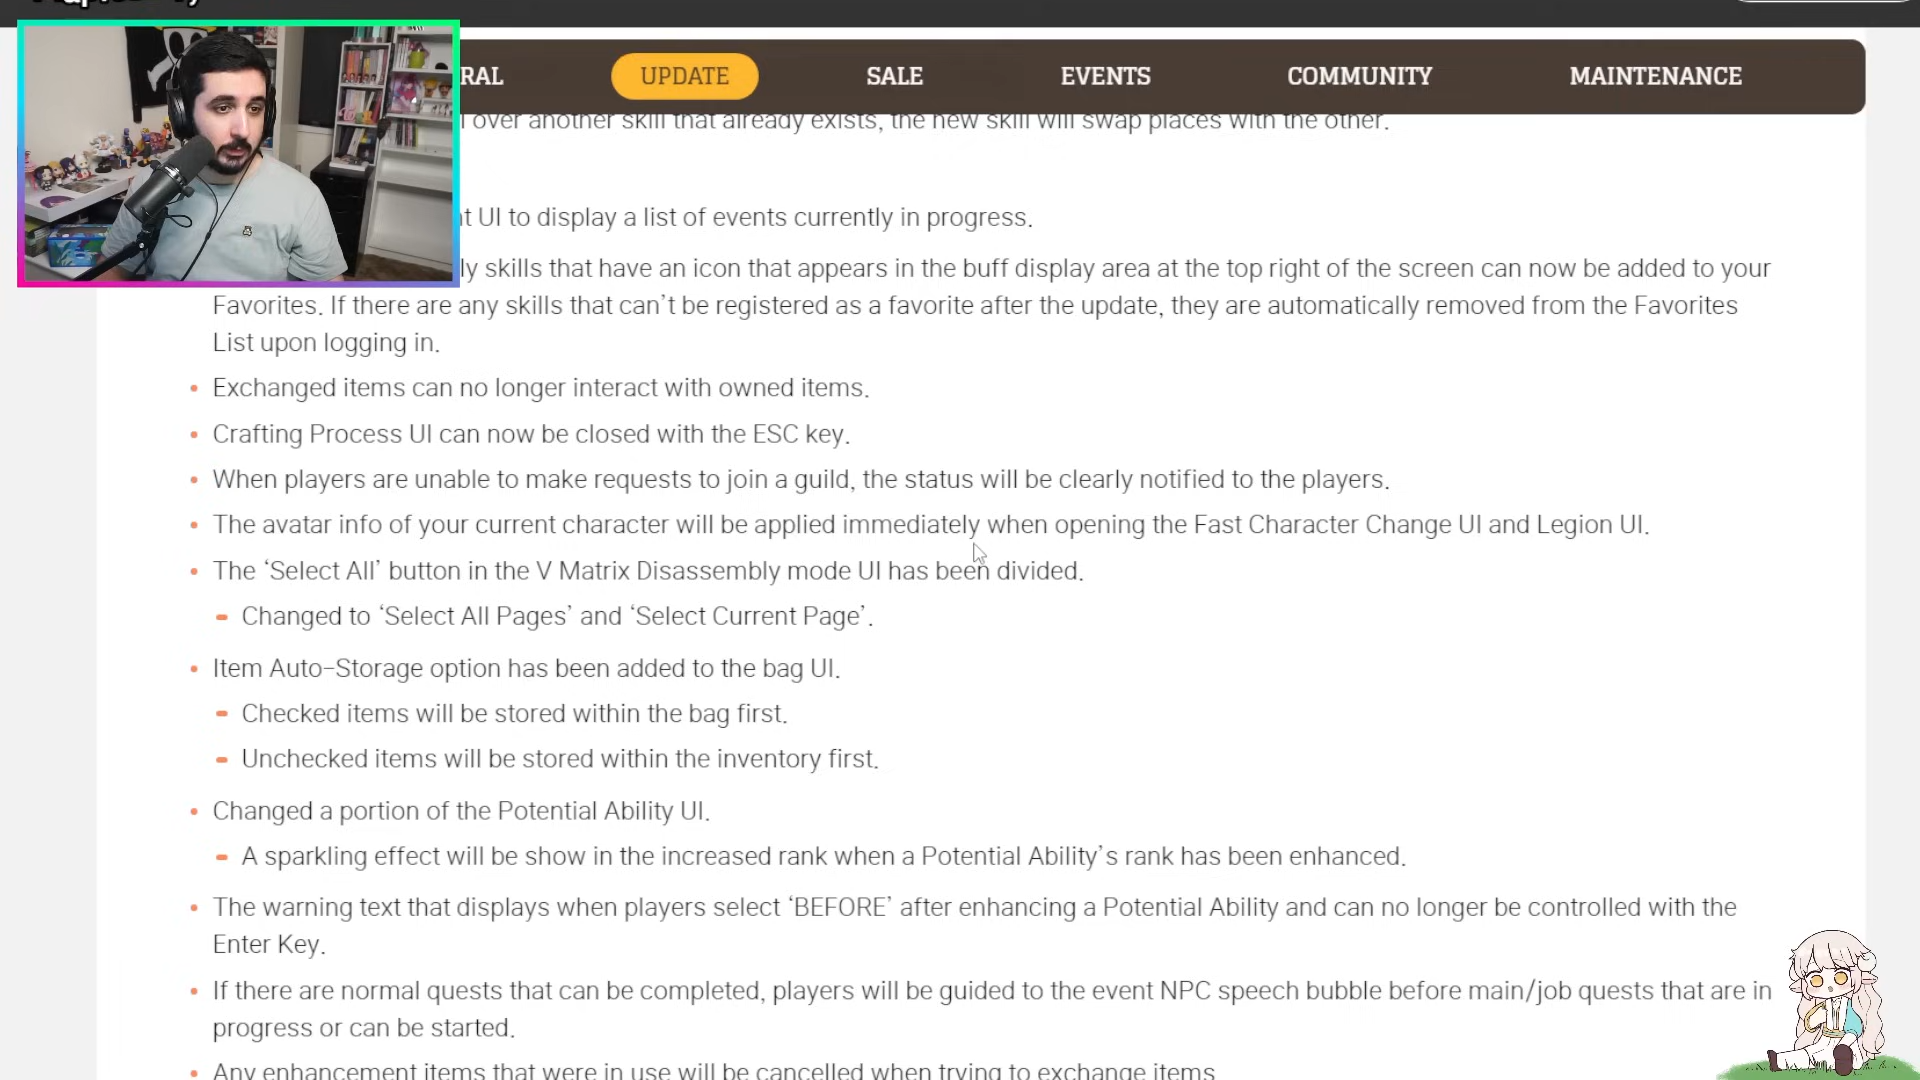 RAL
UPDATE
SALE
EVENTS
COMMUNITY
MAINTENANCE
over another skill that already exists, the new skill will swap places with the other.
t UI to display a list of events currently in progress.
ly skills that have an icon that appears in the buff display area at the top right of the screen can now be added to your
Favorites. If there are any skills that can't be registered as a favorite after the update, they are automatically removed from the Favorites
List upon logging in.
• Exchanged items can no longer interact with owned items.
• Crafting Process UI can now be closed with the ESC key.
• When players are unable to make requests to join a guild, the status will be clearly notified to the players.
• The avatar info of your current character will be applied immediately when opening the Fast Character Change UI and Legion UI.
• The ‘Select All’ button in the V Matrix Disassembly mode UI has been divided.
- Changed to ‘Select All Pages’ and ‘Select Current Page’.
• Item Auto-Storage option has been added to the bag UI.
- Checked items will be stored within the bag first.
- Unchecked items will be stored within the inventory first.
• Changed a portion of the Potential Ability UI.
- A sparkling effect will be show in the increased rank when a Potential Ability’s rank has been enhanced.
• The warning text that displays when players select ‘BEFORE’ after enhancing a Potential Ability and can no longer be controlled with the
Enter Key.
• If there are normal quests that can be completed, players will be guided to the event NPC speech bubble before main/job quests that are in
progress or can be started.
• Any enhancement items that were in use will be cancelled when trying to exchange items